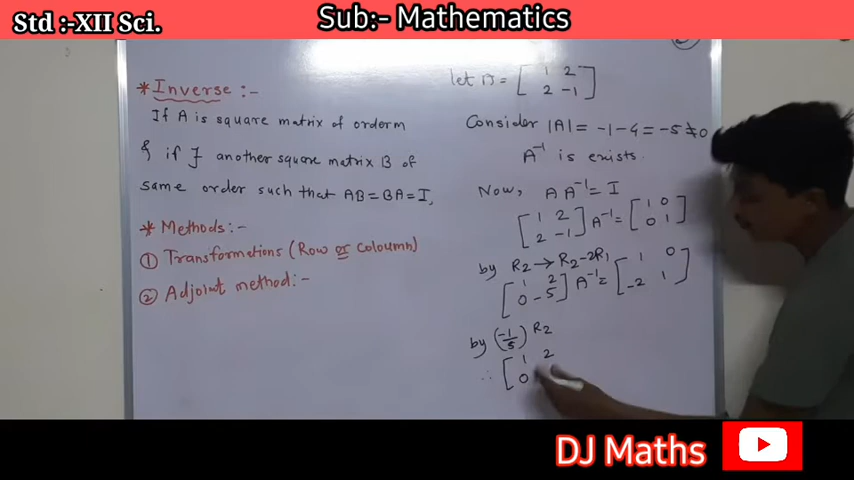 Std :-XII Sci.
Sub:- Mathematics
* Inverse :-
If A is square matrix of orderm
& if ∃ another square matrix B of
same order such that AB=BA=I,
* Methods:-
① Transformations (Row or coloumn)
② Adjoint method:-
let B = [ 1 2
2 -1 ]
Consider |A| = -1-4 = -5 ≠0
A⁻¹ is exists.
Now, A A⁻¹ = I
[ 1 2 ] A⁻¹ = [ 1 0 ]
[ 2 -1 ] [ 0 1 ]
by R2 → R2-2R1
[ 1 2 ] A⁻¹ = [ 1 0 ]
[ 0 -5 ] [ -2 1 ]
by (-1/5) R2
∴ [ 1 2
0
DJ Maths